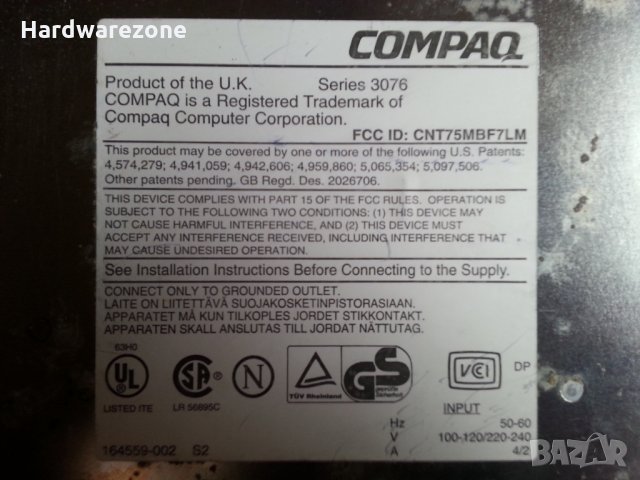 Hardwarezone
COMPAQ
Product of the U.K. Series 3076
COMPAQ is a Registered Trademark of
Compaq Computer Corporation.
FCC ID: CNT75MBF7LM
This product may be covered by one or more of the following U.S. Patents:
4,574,279; 4,941,059; 4,942,606; 4,959,860; 5,065,354; 5,097,506.
Other patents pending. GB Regd. Des. 2026706.
THIS DEVICE COMPLIES WITH PART 15 OF THE FCC RULES. OPERATION IS
SUBJECT TO THE FOLLOWING TWO CONDITIONS: (1) THIS DEVICE MAY
NOT CAUSE HARMFUL INTERFERENCE, AND (2) THIS DEVICE MUST
ACCEPT ANY INTERFERENCE RECEIVED, INCLUDING INTERFERENCE THAT
MAY CAUSE UNDESIRED OPERATION.
See Installation Instructions Before Connecting to the Supply.
CONNECT ONLY TO GROUNDED OUTLET.
LAITE ON LIITETTÄVÄ SUOJAKOSKETINPISTORASIAAN.
APPARATET MÅ KUN TILKOPLES JORDET STIKKONTAKT.
APPARATEN SKALL ANSLUTAS TILL JORDAT NÄTTUTAG.
63H0
UL SA N GS VCI DP
TÜV Rheinland
geprüfte
Sicherheit
LISTED ITE LR 56895C INPUT
Hz 50-60
V 100-120/220-240
164559-002 S2 A 4/2
BAZAR